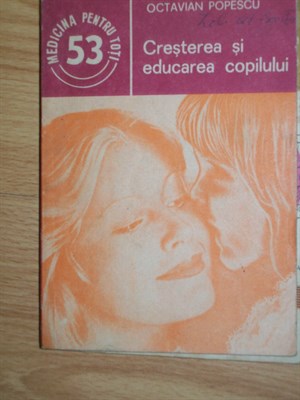 OCTAVIAN POPESCU
MEDICINA PENTRU TOȚI
53
Creșterea și
educarea copilului